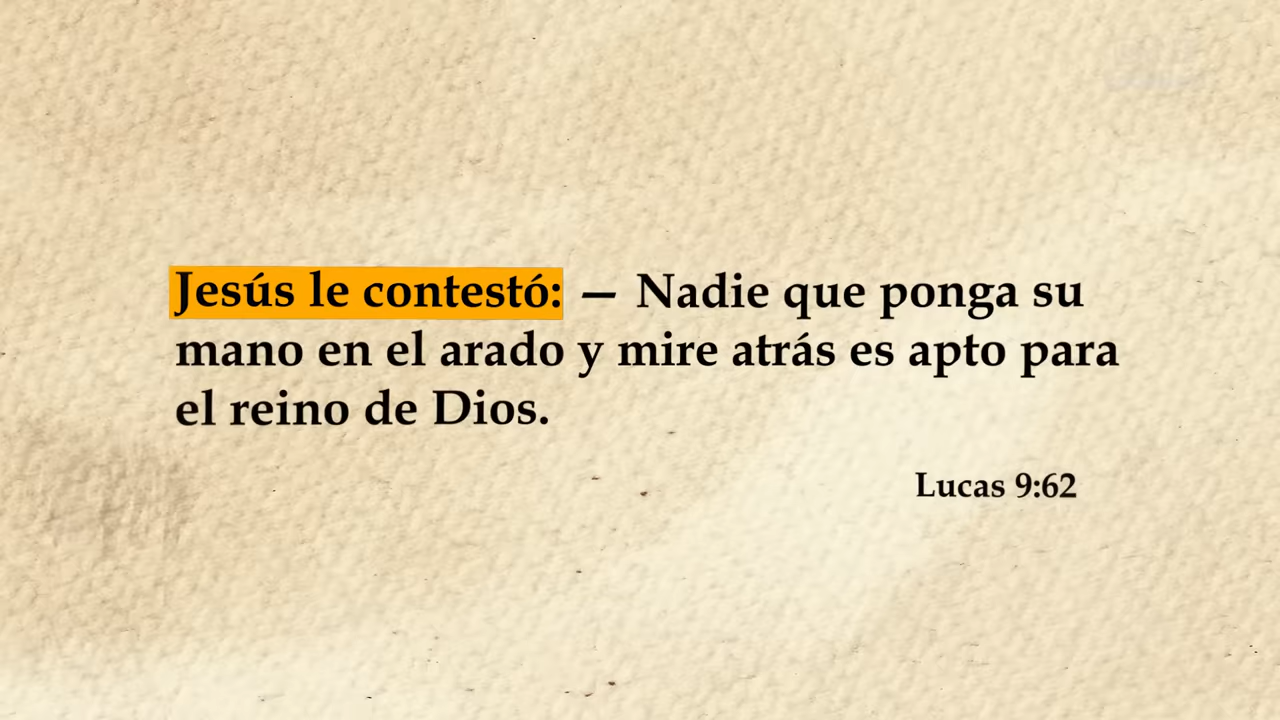 Jesús le contestó: — Nadie que ponga su
mano en el arado y mire atrás es apto para
el reino de Dios.
Lucas 9:62